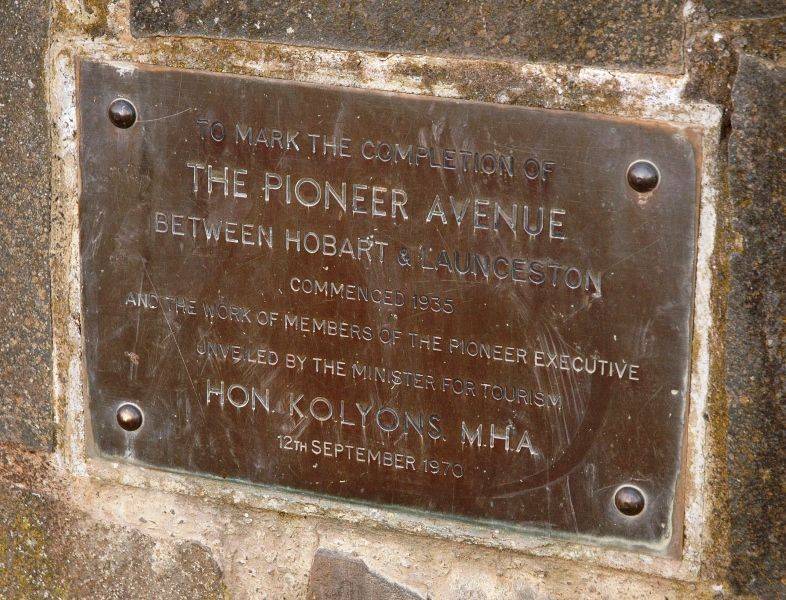 TO MARK THE COMPLETION OF
THE PIONEER AVENUE
BETWEEN HOBART & LAUNCESTON
COMMENCED 1935
AND THE WORK OF MEMBERS OF THE PIONEER EXECUTIVE
UNVEILED BY THE MINISTER FOR TOURISM
HON. K.O.LYONS. M.H.A.
12TH SEPTEMBER 1970